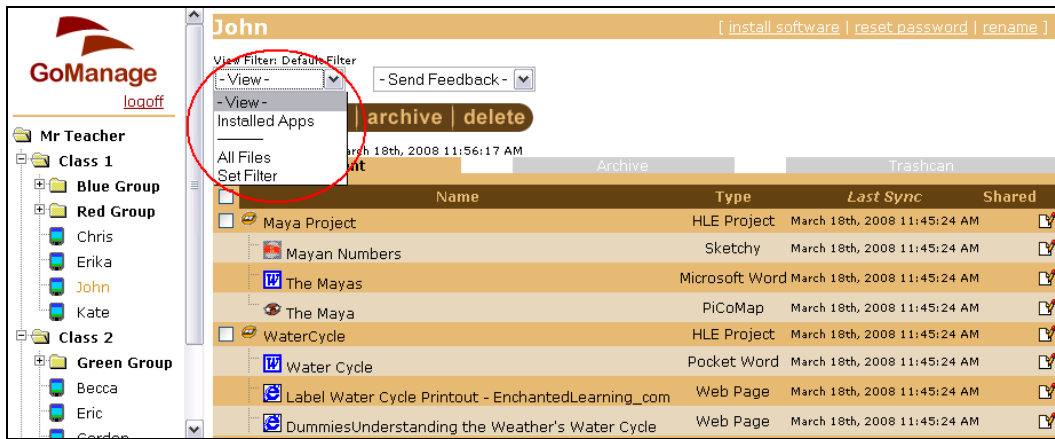 GoManage
logoff
Mr Teacher
Class 1
Blue Group
Red Group
Chris
Erika
John
Kate
Class 2
Green Group
Becca
Eric
John
[ install software | reset password | rename ]
View Filter: Default Filter
- View -
- Send Feedback -
- View -
Installed Apps
All Files
Set Filter
| archive | delete
March 18th, 2008 11:56:17 AM
Archive
Trashcan
Name Type Last Sync Shared
Maya Project HLE Project March 18th, 2008 11:45:24 AM
Mayan Numbers Sketchy March 18th, 2008 11:45:24 AM
The Mayas Microsoft Word March 18th, 2008 11:45:24 AM
The Maya PiCoMap March 18th, 2008 11:45:24 AM
WaterCycle HLE Project March 18th, 2008 11:45:24 AM
Water Cycle Pocket Word March 18th, 2008 11:45:24 AM
Label Water Cycle Printout - EnchantedLearning_com Web Page March 18th, 2008 11:45:24 AM
DummiesUnderstanding the Weather's Water Cycle Web Page March 18th, 2008 11:45:24 AM